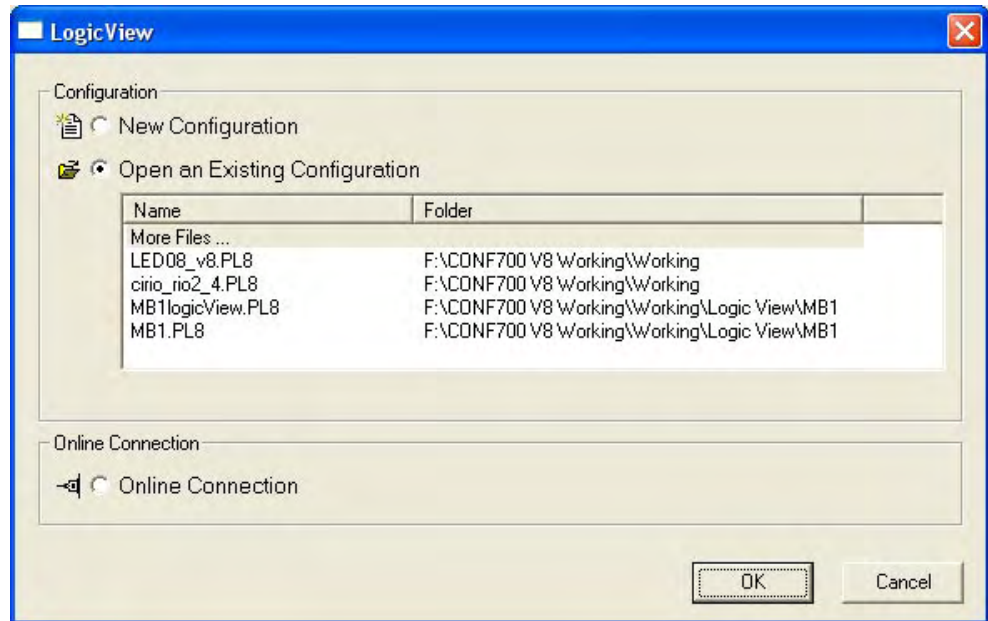 LogicView
Configuration
New Configuration
Open an Existing Configuration
Name Folder
More Files ...
LED08_v8.PL8 F:\CONF700 V8 Working\Working
cirio_rio2_4.PL8 F:\CONF700 V8 Working\Working
MB1logicView.PL8 F:\CONF700 V8 Working\Working\Logic View\MB1
MB1.PL8 F:\CONF700 V8 Working\Working\Logic View\MB1
Online Connection
Online Connection
OK Cancel